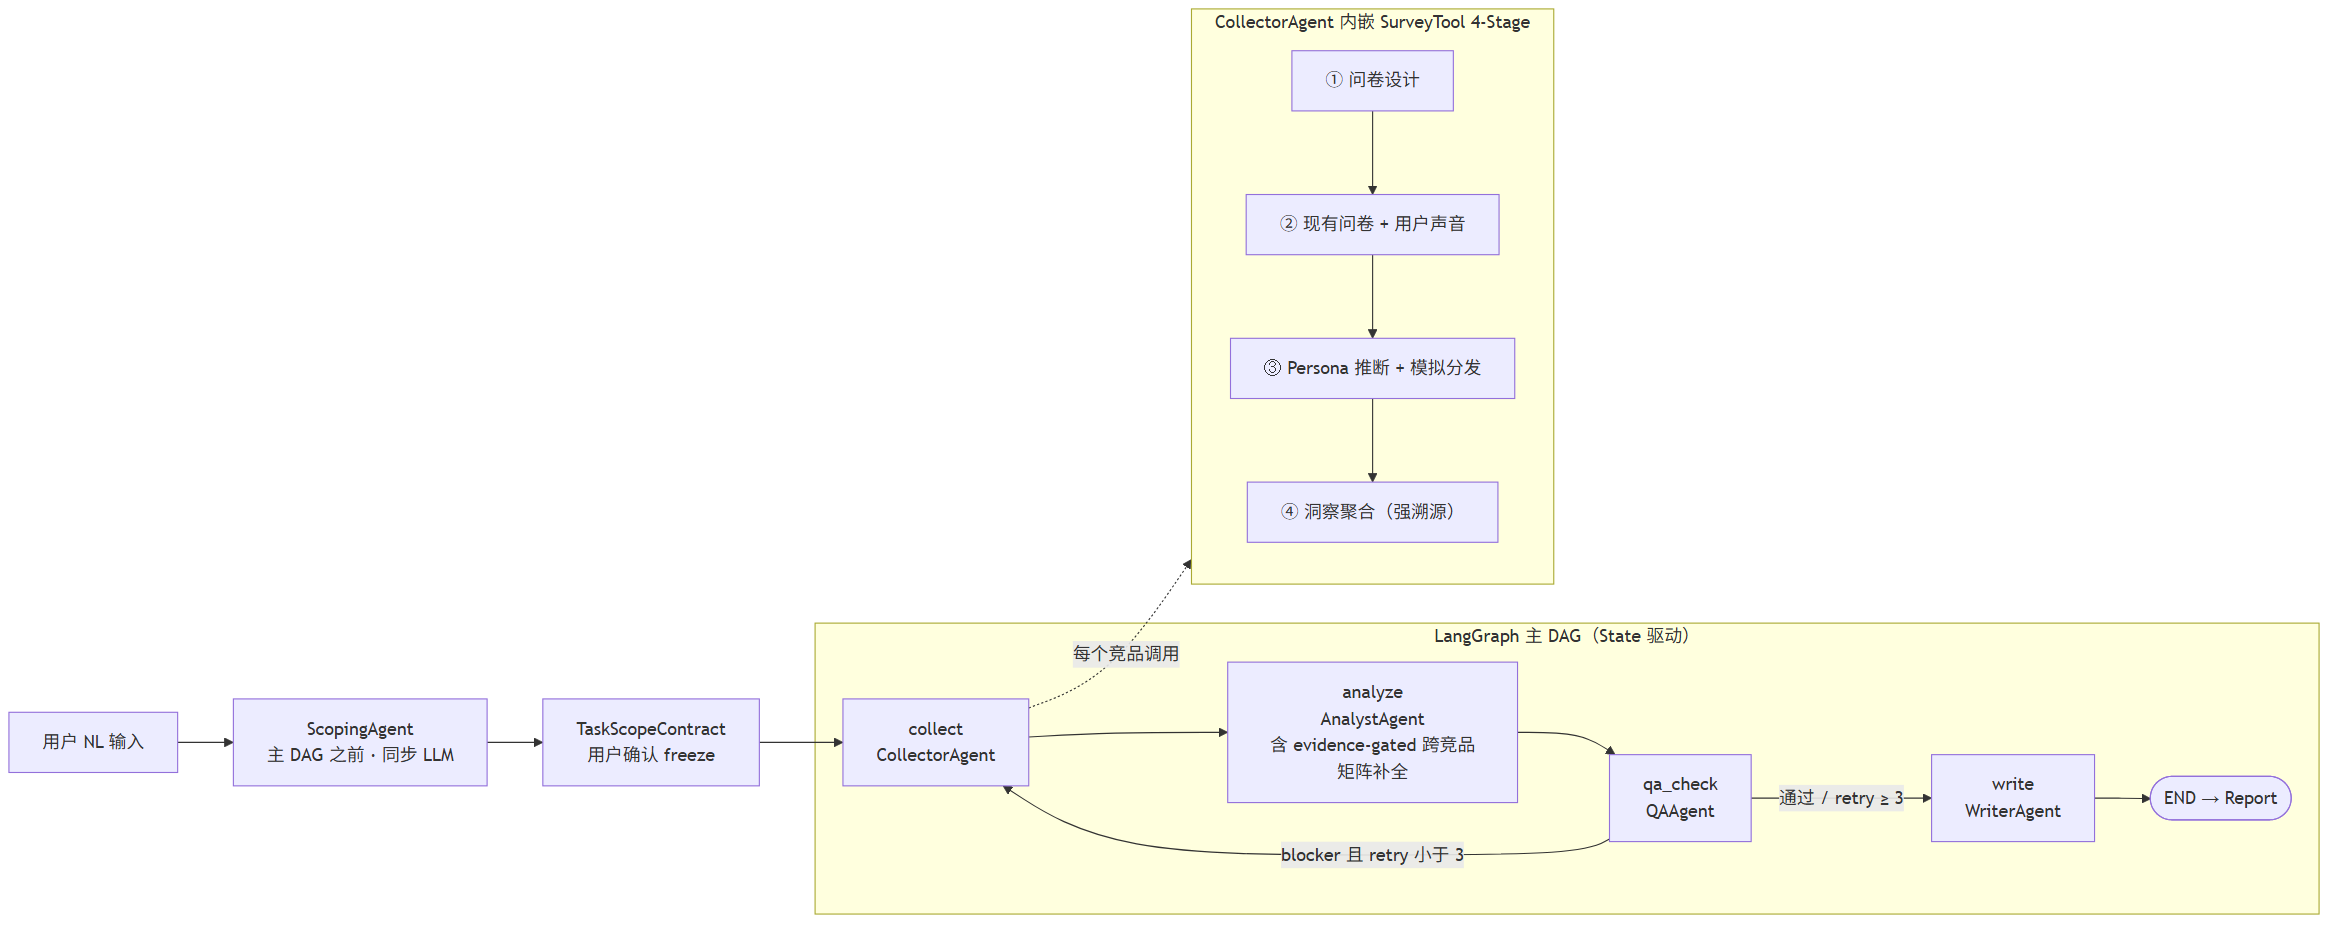 CollectorAgent 内嵌 SurveyTool 4-Stage
① 问卷设计
② 现有问卷 + 用户声音
③ Persona 推断 + 模拟分发
④ 洞察聚合（强溯源）
每个竞品调用
LangGraph 主 DAG（State 驱动）
用户 NL 输入
ScopingAgent
主 DAG 之前 · 同步 LLM
TaskScopeContract
用户确认 freeze
collect
CollectorAgent
analyze
AnalystAgent
含 evidence-gated 跨竞品
矩阵补全
qa_check
QAAgent
通过 / retry ≥ 3
write
WriterAgent
END → Report
blocker 且 retry 小于 3